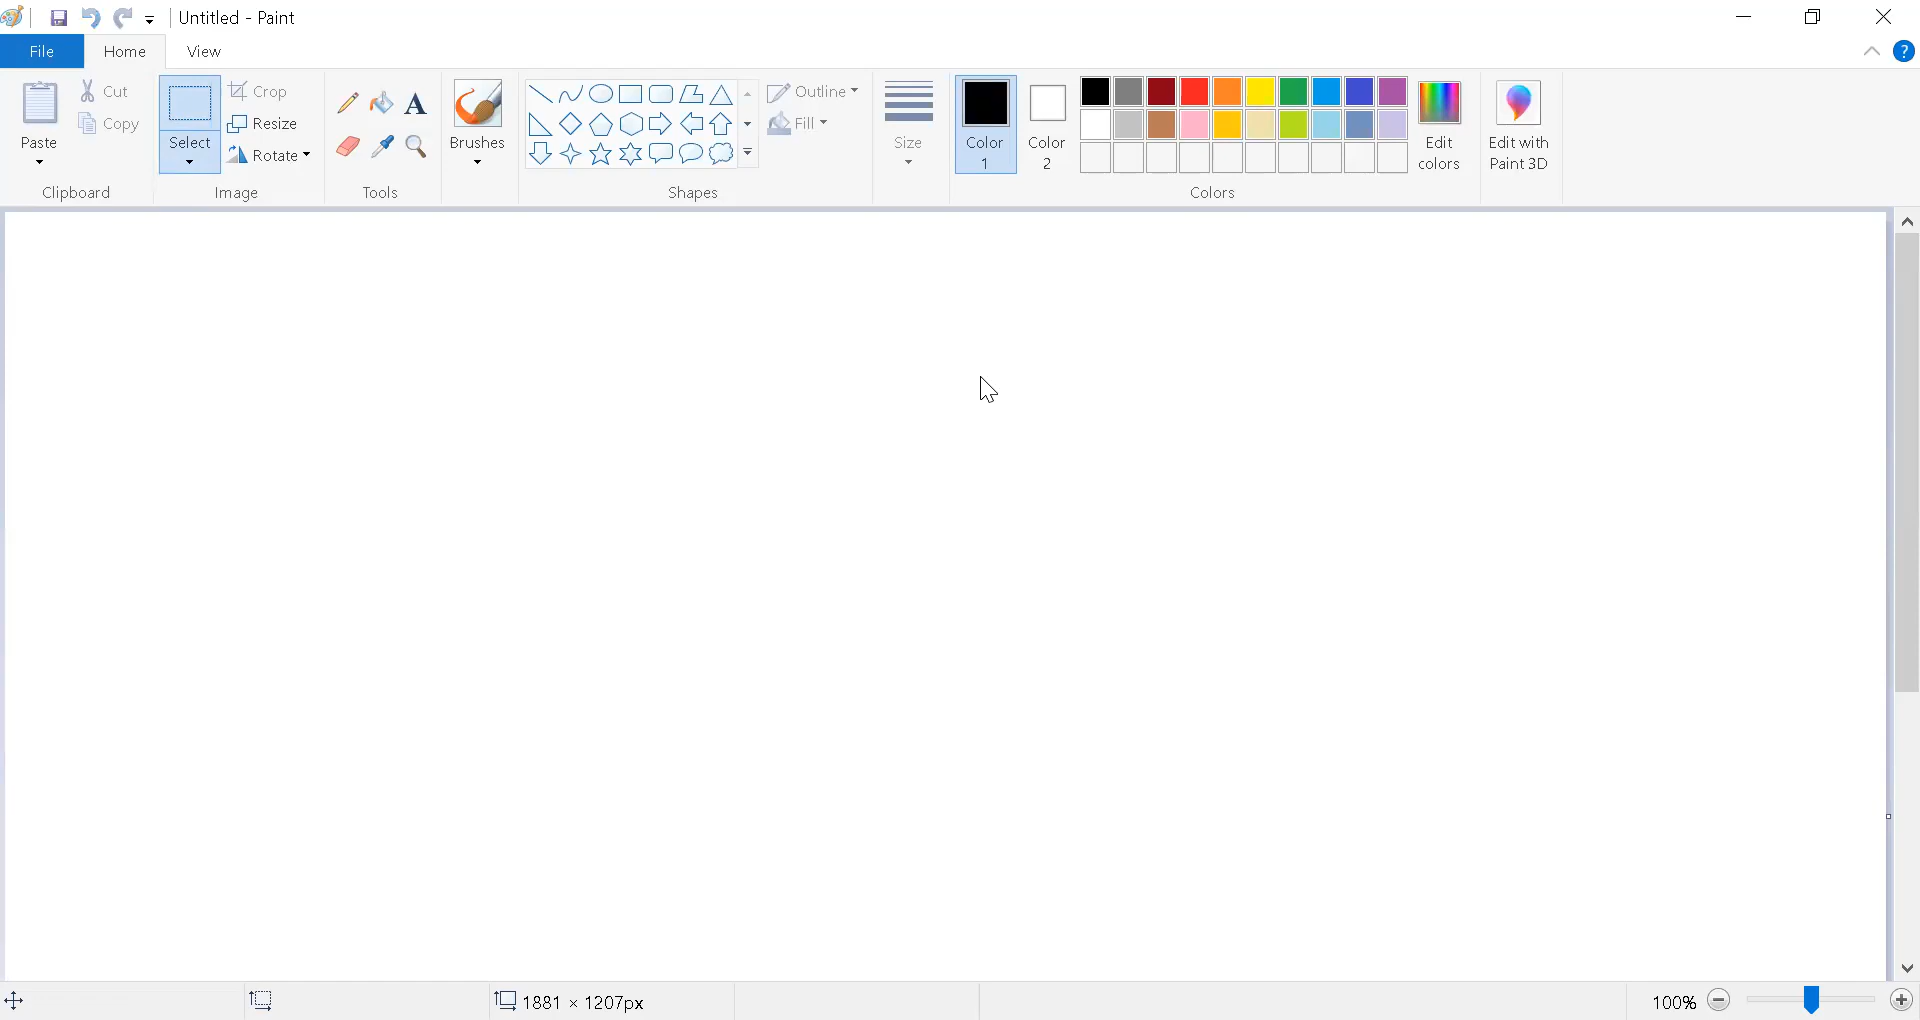 Untitled - Paint
File Home View
Paste
Cut
Copy
Clipboard
Select
Crop
Resize
Rotate
Image
A
Tools
Brushes
Shapes
Outline
Fill
Size
Color
1
Color
2
Colors
Edit
colors
Edit with
Paint 3D
?
1881 × 1207px
100%